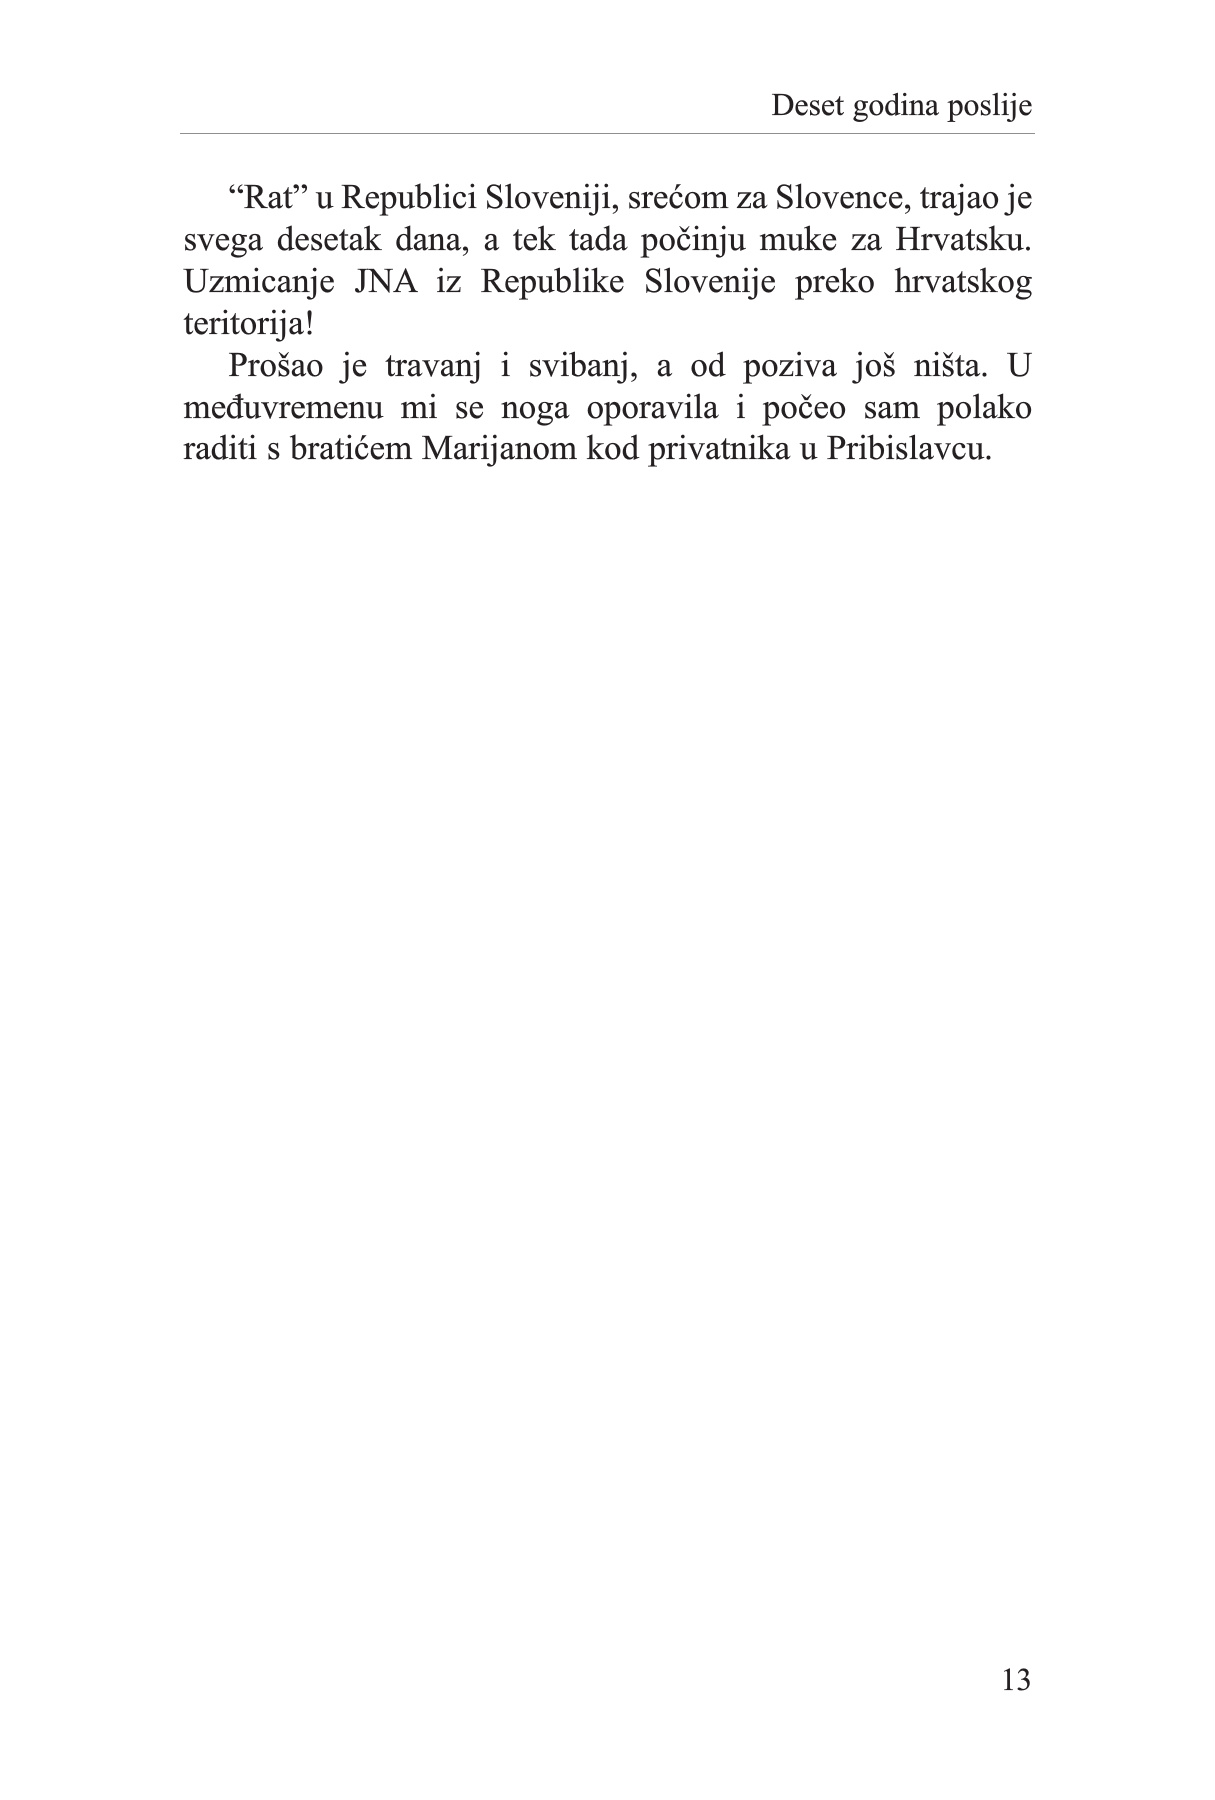 Deset godina poslije
“Rat” u Republici Sloveniji, srećom za Slovence, trajao je
svega desetak dana, a tek tada počinju muke za Hrvatsku.
Uzmicanje JNA iz Republike Slovenije preko hrvatskog
teritorija!
Prošao je travanj i svibanj, a od poziva još ništa. U
međuvremenu mi se noga oporavila i počeo sam polako
raditi s bratićem Marijanom kod privatnika u Pribislavcu.
13